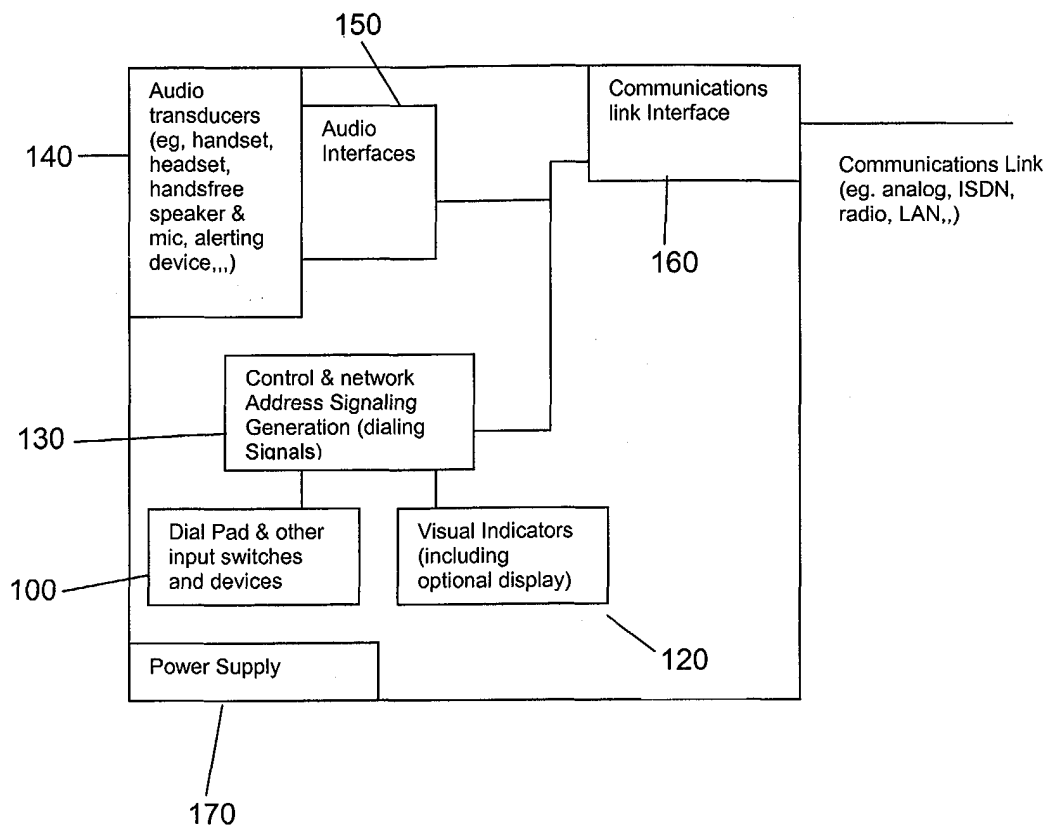 150
Audio
transducers
(eg, handset,
headset,
handsfree
speaker &
mic, alerting
device,,,)
140
Audio
Interfaces
Communications
link Interface
160
Communications Link
(eg. analog, ISDN,
radio, LAN,,)
Control & network
Address Signaling
Generation (dialing
Signals)
130
Dial Pad & other
input switches
and devices
100
Visual Indicators
(including
optional display)
120
Power Supply
170